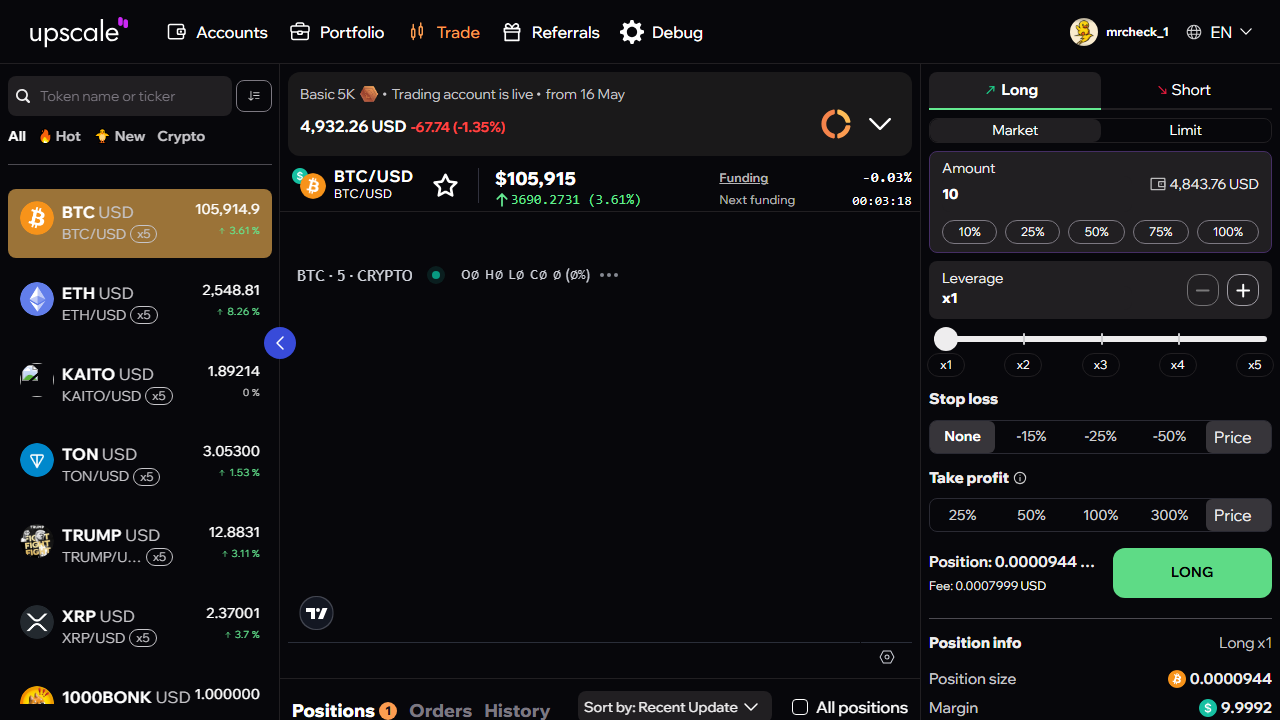 upscale
Accounts
Portfolio
Trade
Referrals
Debug
mrcheck_1
EN
Token name or ticker
All
Hot
New
Crypto
BTC USD
105,914.9
BTC/USD x5
↑ 3.61 %
ETH USD
2,548.81
ETH/USD x5
↑ 8.26 %
KAITO USD
1.89214
KAITO/USD x5
0 %
TON USD
3.05300
TON/USD x5
↑ 1.53 %
TRUMP USD
12.8831
TRUMP/U... x5
↑ 3.11 %
XRP USD
2.37001
XRP/USD x5
↑ 3.7 %
1000BONK USD
1.000000
Basic 5K • Trading account is live • from 16 May
4,932.26 USD -67.74 (-1.35%)
BTC/USD
BTC/USD
$105,915
↑3690.2731 (3.61%)
Funding
-0.03%
Next funding
00:03:18
BTC · 5 · CRYPTO
OØ HØ LØ CØ Ø (Ø%)
Positions 1
Orders
History
Sort by: Recent Update
All positions
Long
Short
Market
Limit
Amount
10
4,843.76 USD
10%
25%
50%
75%
100%
Leverage
x1
x1
x2
x3
x4
x5
Stop loss
None
-15%
-25%
-50%
Price
Take profit
25%
50%
100%
300%
Price
Position: 0.0000944 ...
Fee: 0.0007999 USD
LONG
Position info
Long x1
Position size
0.0000944
Margin
9.9992